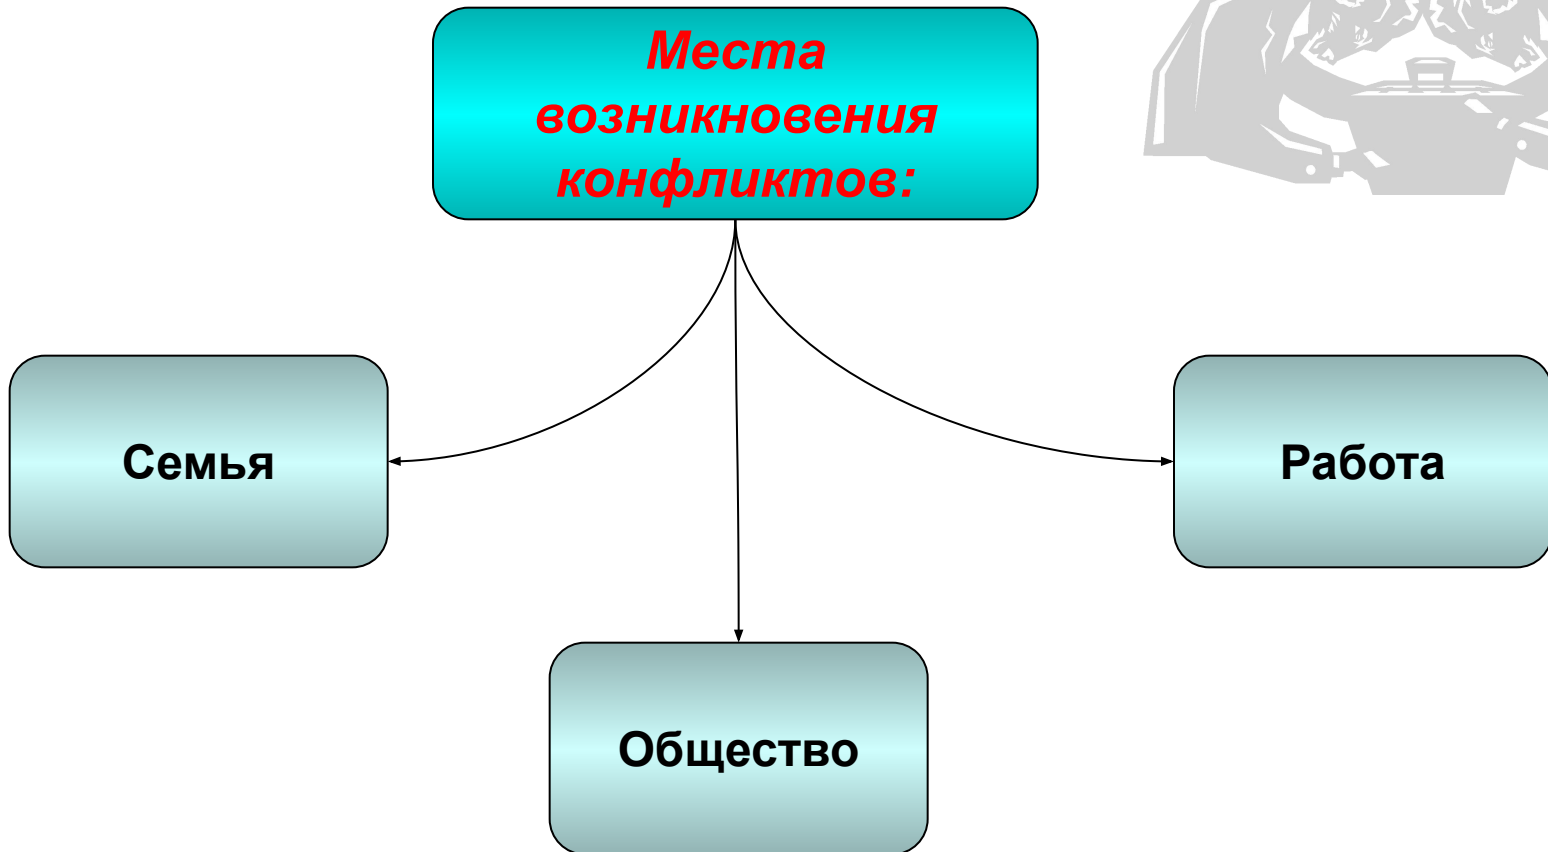 Места
возникновения
конфликтов:
Семья
Работа
Общество